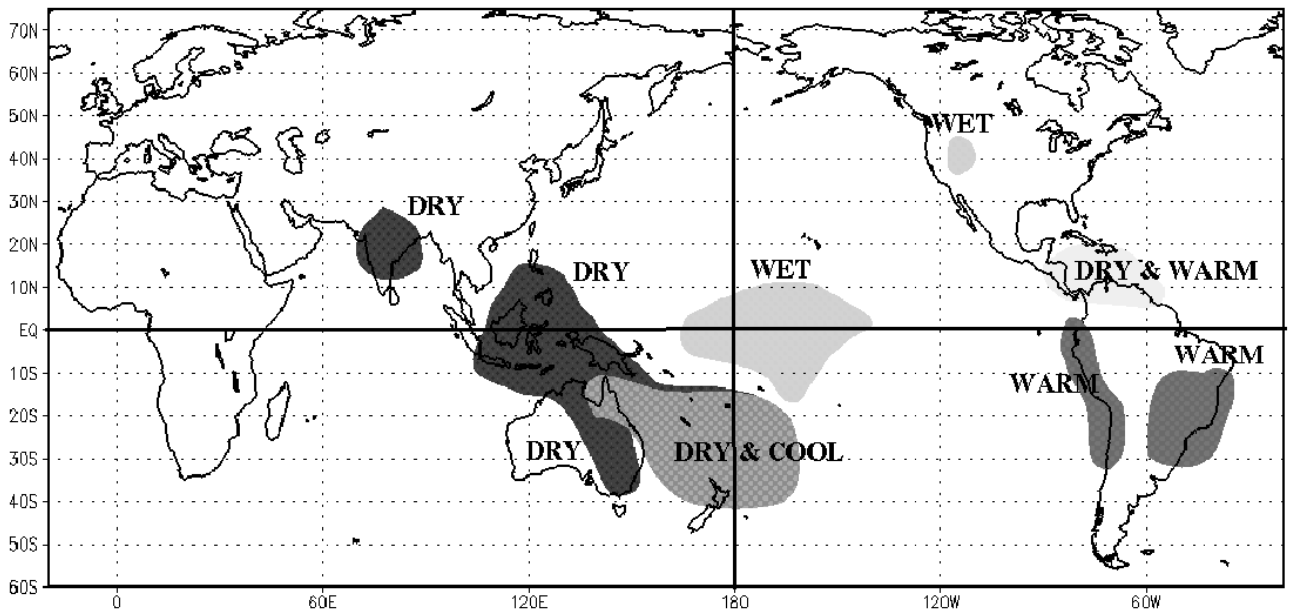 70N
60N
50N
WET
40N
30N
DRY
20N
DRY
WET
DRY & WARM
10N
EQ
WARM
10S
WARM
20S
DRY
DRY & COOL
30S
40S
50S
60S
0
60E
120E
180
120W
60W